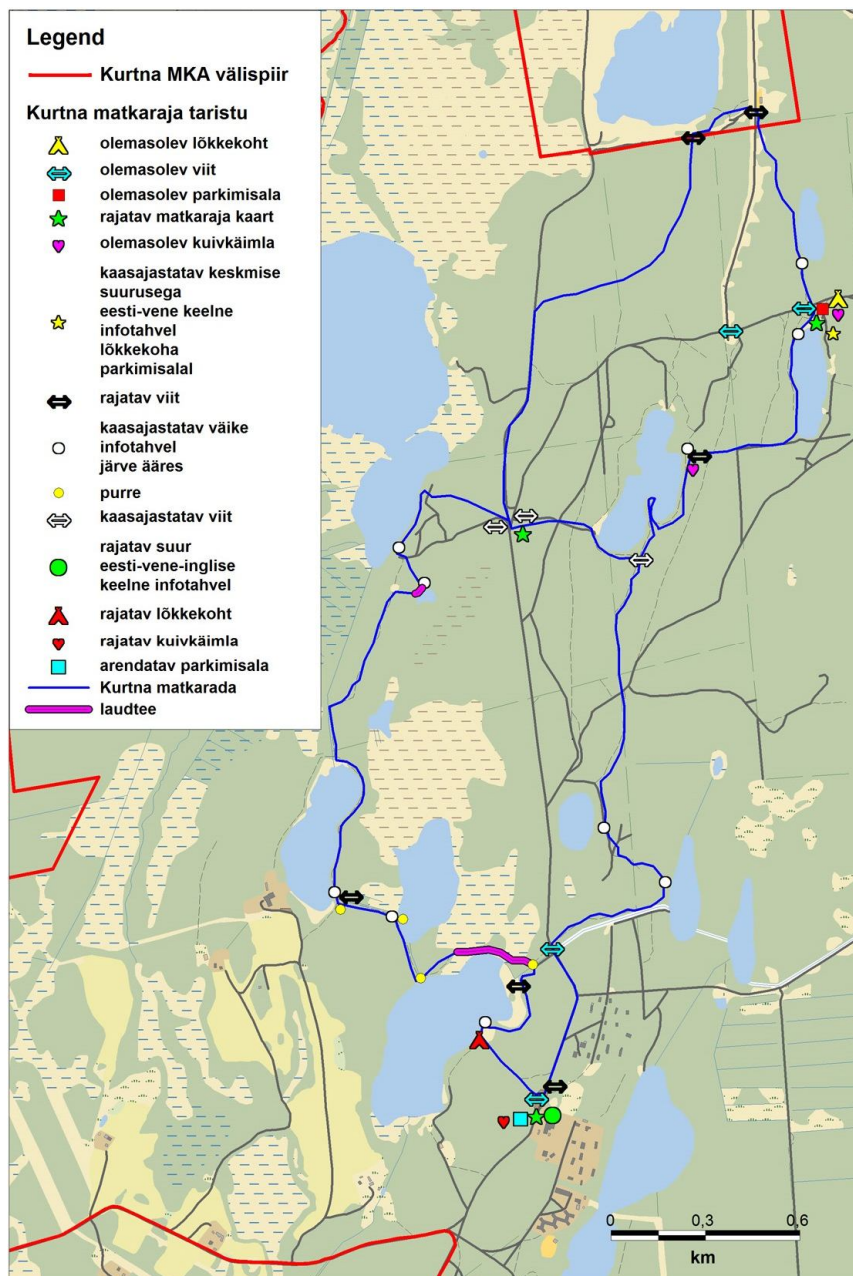 Legend
Kurtna MKA välispiir
Kurtna matkaraja taristu
olemasolev lõkkekoht
olemasolev viit
olemasolev parkimisala
rajatav matkaraja kaart
olemasolev kuivkäimla
kaasajastatav keskmise
suurusega
eesti-vene keelne
infotahvel
lõkkekoha
parkimisalal
rajatav viit
kaasajastatav väike
infotahvel
järve ääres
purre
kaasajastatav viit
rajatav suur
eesti-vene-inglise
keelne infotahvel
rajatav lõkkekoht
rajatav kuivkäimla
arendatav parkimisala
Kurtna matkarada
laudtee
0 0,3 0,6
km